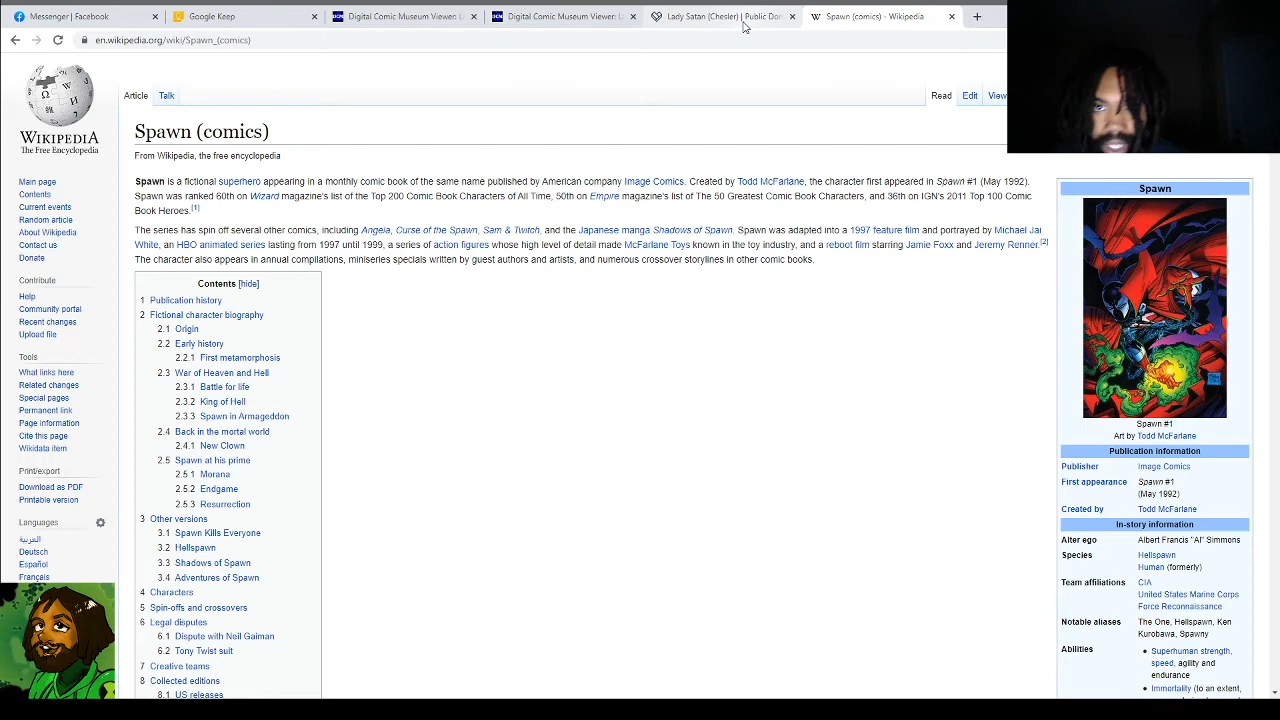 Messenger | Facebook
Google Keep
Digital Comic Museum Viewer: L
Digital Comic Museum Viewer: L
Lady Satan (Chesler) | Public Dom
Spawn (comics) - Wikipedia
en.wikipedia.org/wiki/Spawn_(comics)
WIKIPEDIA
The Free Encyclopedia
Main page
Contents
Current events
Random article
About Wikipedia
Contact us
Donate
Contribute
Help
Community portal
Recent changes
Upload file
Tools
What links here
Related changes
Special pages
Permanent link
Page information
Cite this page
Wikidata item
Print/export
Download as PDF
Printable version
Languages
العربية
Deutsch
Español
Français
Article Talk
Read Edit View
Spawn (comics)
From Wikipedia, the free encyclopedia
Spawn is a fictional superhero appearing in a monthly comic book of the same name published by American company Image Comics. Created by Todd McFarlane, the character first appeared in Spawn #1 (May 1992).
Spawn was ranked 60th on Wizard magazine's list of the Top 200 Comic Book Characters of All Time, 50th on Empire magazine's list of The 50 Greatest Comic Book Characters, and 36th on IGN's 2011 Top 100 Comic
Book Heroes.[1]
The series has spin off several other comics, including Angela, Curse of the Spawn, Sam & Twitch, and the Japanese manga Shadows of Spawn. Spawn was adapted into a 1997 feature film and portrayed by Michael Jai
White, an HBO animated series lasting from 1997 until 1999, a series of action figures whose high level of detail made McFarlane Toys known in the toy industry, and a reboot film starring Jamie Foxx and Jeremy Renner.[2]
The character also appears in annual compilations, miniseries specials written by guest authors and artists, and numerous crossover storylines in other comic books.
Contents [hide]
1 Publication history
2 Fictional character biography
2.1 Origin
2.2 Early history
2.2.1 First metamorphosis
2.3 War of Heaven and Hell
2.3.1 Battle for life
2.3.2 King of Hell
2.3.3 Spawn in Armageddon
2.4 Back in the mortal world
2.4.1 New Clown
2.5 Spawn at his prime
2.5.1 Morana
2.5.2 Endgame
2.5.3 Resurrection
3 Other versions
3.1 Spawn Kills Everyone
3.2 Hellspawn
3.3 Shadows of Spawn
3.4 Adventures of Spawn
4 Characters
5 Spin-offs and crossovers
6 Legal disputes
6.1 Dispute with Neil Gaiman
6.2 Tony Twist suit
7 Creative teams
8 Collected editions
8.1 US releases
Spawn
Spawn #1
Art by Todd McFarlane
Publication information
Publisher Image Comics
First appearance Spawn #1
(May 1992)
Created by Todd McFarlane
In-story information
Alter ego Albert Francis "Al" Simmons
Species Hellspawn
Human (formerly)
Team affiliations CIA
United States Marine Corps
Force Reconnaissance
Notable aliases The One, Hellspawn, Ken
Kurobawa, Spawny
Abilities • Superhuman strength,
speed, agility and
endurance
• Immortality (to an extent,